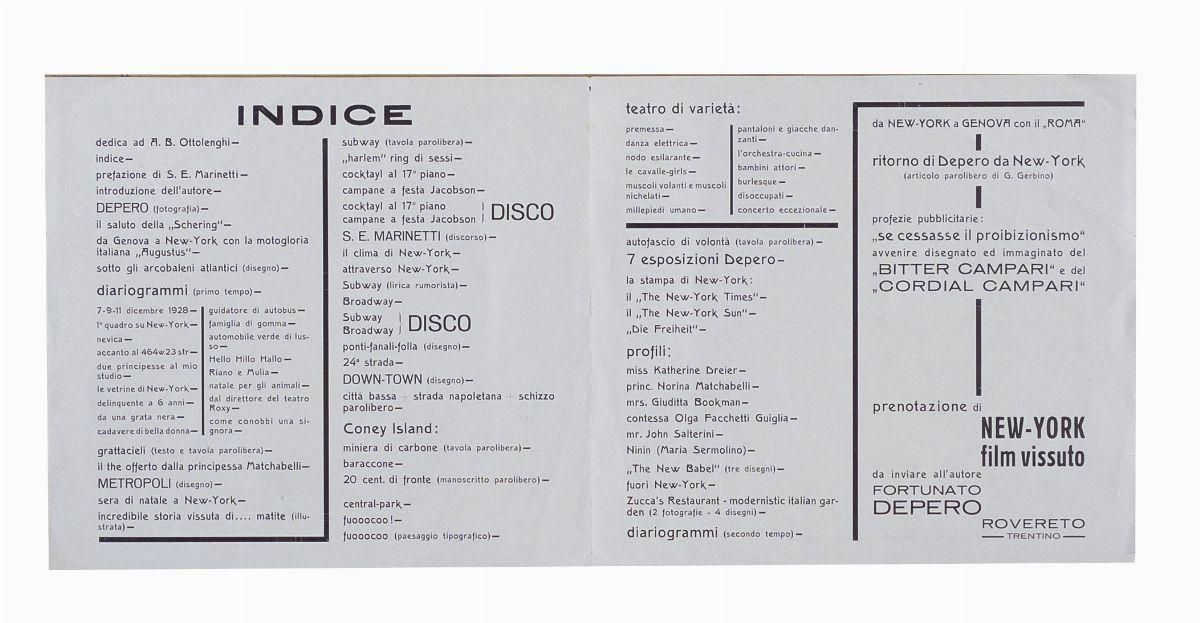 INDICE
dedica ad A. B. Ottolenghi—
indice—
prefazione di S. E. Marinetti—
introduzione dell'autore—
DEPERO (fotografia)—
il saluto della „Schering“—
da Genova a New-York con la motogloria
italiana „Augustus“—
sotto gli arcobaleni atlantici (disegno)—
diariogrammi (primo tempo)—
7-9-11 dicembre 1928—
1º quadro su New-York—
nevica—
accanto al 464w23 str—
due principesse al mio
studio—
le vetrine di New-York—
delinquente a 6 anni—
da una grata nera—
cadavere di bella donna—
guidatore di autobus—
famiglia di gomma—
automobile verde di lus-
so—
Hello Hillo Hallo—
Riano e Mulia—
natale per gli animali—
dal direttore del teatro
Roxy—
come conobbi una si-
gnora—
grattacieli (testo e tavola parolibera)—
il the offerto dalla principessa Matchabelli—
METROPOLI (disegno)—
sera di natale a New-York—
incredibile storia vissuta di.... matite (illu-
strata)—
subway (tavola parolibera)—
„harlem“ ring di sessi—
cocktayl al 17º piano—
campane a festa Jacobson—
cocktayl al 17º piano
campane a festa Jacobson
DISCO
S. E. MARINETTI (discorso)—
il clima di New-York—
attraverso New-York—
Subway (lirica rumorista)—
Broadway—
Subway
Broadway
DISCO
ponti-fanali-folla (disegno)—
24ª strada—
DOWN-TOWN (disegno)—
città bassa + strada napoletana + schizzo
parolibero—
Coney Island:
miniera di carbone (tavola parolibera)—
baraccone—
20 cent. di fronte (manoscritto parolibero)—
central-park—
fuoocoo!—
fuooocoo (paesaggio tipografico)—
teatro di varietà:
premessa—
danza elettrica—
nodo esilarante—
le cavalle-girls—
muscoli volanti e muscoli
nichelati—
millepiedi umano—
pantaloni e giacche dan-
zanti—
l'orchestra-cucina—
bambini attori—
burlesque—
disoccupati—
concerto eccezionale—
autofascio di volontà (tavola parolibera)—
7 esposizioni Depero—
la stampa di New-York:
il „The New-York Times“—
il „The New-York Sun“—
„Die Freiheit“—
profili:
miss Katherine Dreier—
princ. Norina Matchabelli—
mrs. Giuditta Bookman—
contessa Olga Facchetti Guiglia—
mr. John Salterini—
Ninin (Maria Sermolino)—
„The New Babel“ (tre disegni)—
fuori New-York—
Zucca's Restaurant - modernistic italian gar-
den (2 fotografie - 4 disegni)—
diariogrammi (secondo tempo)—
da NEW-YORK a GENOVA con il „ROMA“
ritorno di Depero da New-York
(articolo parolibero di G. Gerbino)
profezie pubblicitarie:
„se cessasse il proibizionismo“
avvenire disegnato ed immaginato del
„BITTER CAMPARI“ e del
„CORDIAL CAMPARI“
prenotazione di
NEW-YORK
film vissuto
da inviare all'autore
FORTUNATO
DEPERO
ROVERETO
— TRENTINO —